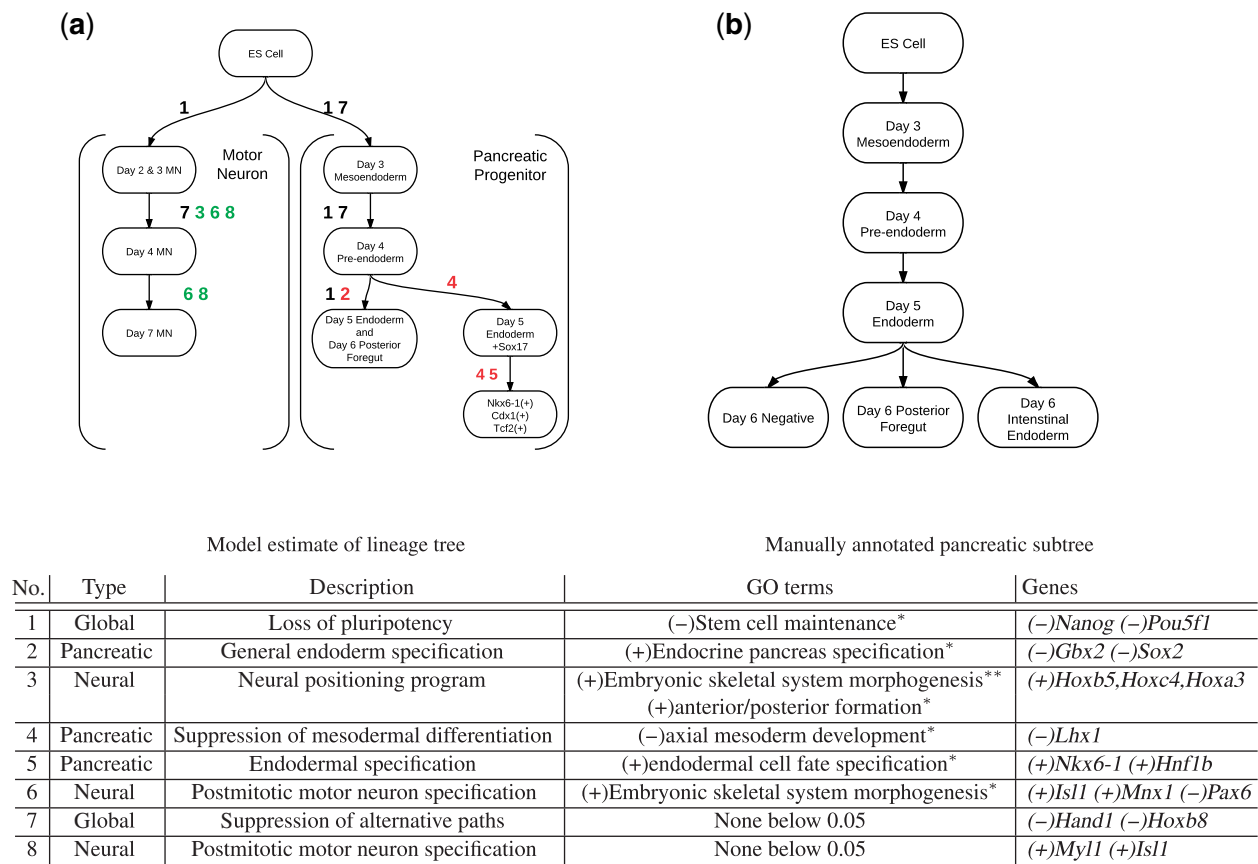 (a)
ES Cell
1
1 7
Motor
Neuron
Pancreatic
Progenitor
Day 2 & 3 MN
Day 3
Mesoendoderm
7 3 6 8
1 7
Day 4 MN
Day 4
Pre-endoderm
6 8
1 2
4
Day 7 MN
Day 5 Endoderm
and
Day 6 Posterior
Foregut
Day 5
Endoderm
+Sox17
4 5
Nkx6-1(+)
Cdx1(+)
Tcf2(+)
(b)
ES Cell
Day 3
Mesoendoderm
Day 4
Pre-endoderm
Day 5
Endoderm
Day 6 Negative
Day 6 Posterior
Foregut
Day 6
Intenstinal
Endoderm
Model estimate of lineage tree
Manually annotated pancreatic subtree
No. Type Description GO terms Genes
1 Global Loss of pluripotency (−)Stem cell maintenance* (−)Nanog (−)Pou5f1
2 Pancreatic General endoderm specification (+)Endocrine pancreas specification* (−)Gbx2 (−)Sox2
3 Neural Neural positioning program (+)Embryonic skeletal system morphogenesis** (+)Hoxb5,Hoxc4,Hoxa3
(+)anterior/posterior formation*
4 Pancreatic Suppression of mesodermal differentiation (−)axial mesoderm development* (−)Lhx1
5 Pancreatic Endodermal specification (+)endodermal cell fate specification* (+)Nkx6-1 (+)Hnf1b
6 Neural Postmitotic motor neuron specification (+)Embryonic skeletal system morphogenesis* (+)Isl1 (+)Mnx1 (−)Pax6
7 Global Suppression of alternative paths None below 0.05 (−)Hand1 (−)Hoxb8
8 Neural Postmitotic motor neuron specification None below 0.05 (+)Myl1 (+)Isl1